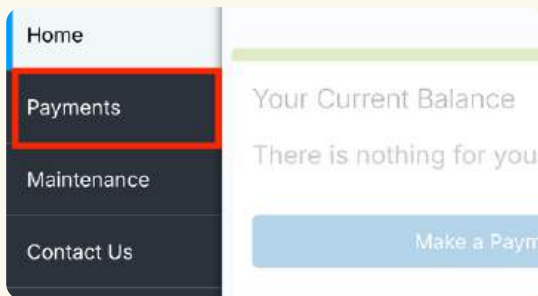 Home
Payments
Maintenance
Contact Us
Your Current Balance
There is nothing for you
Make a Paym